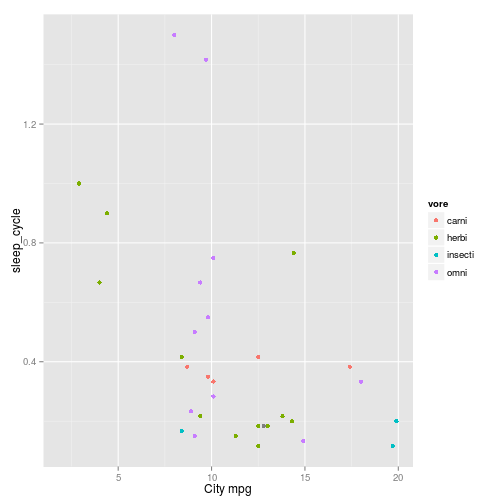 1.2
0.8
0.4
sleep_cycle
5
10
15
20
City mpg
vore
carni
herbi
insecti
omni